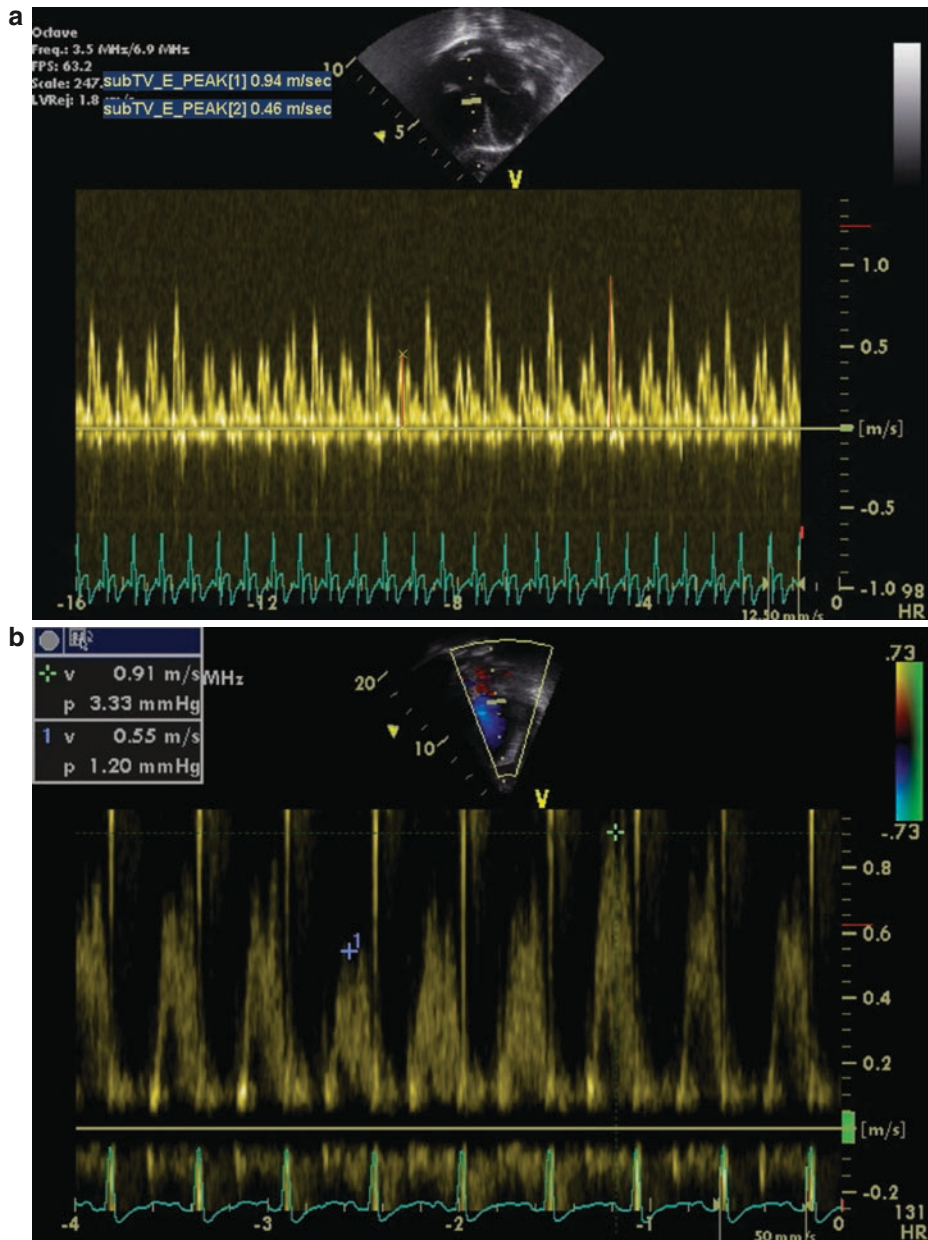 a
Octave
Freq.: 3.5 MHz/6.9 MHz
FPS: 63.2
Scale: 247.
LVRej: 1.8
subTV_E_PEAK[1] 0.94 m/sec
subTV_E_PEAK[2] 0.46 m/sec
10
5
V
1.0
0.5
[m/s]
-0.5
-1.0 98
HR
-16 -12 -8 -4 0
12.50 mm/s
b
v 0.91 m/s MHz
p 3.33 mmHg
1 v 0.55 m/s
p 1.20 mmHg
20
10
V
.73
-.73
1
0.8
0.6
0.4
0.2
[m/s]
-0.2
131
HR
-4 -3 -2 -1 0
50 mm/s